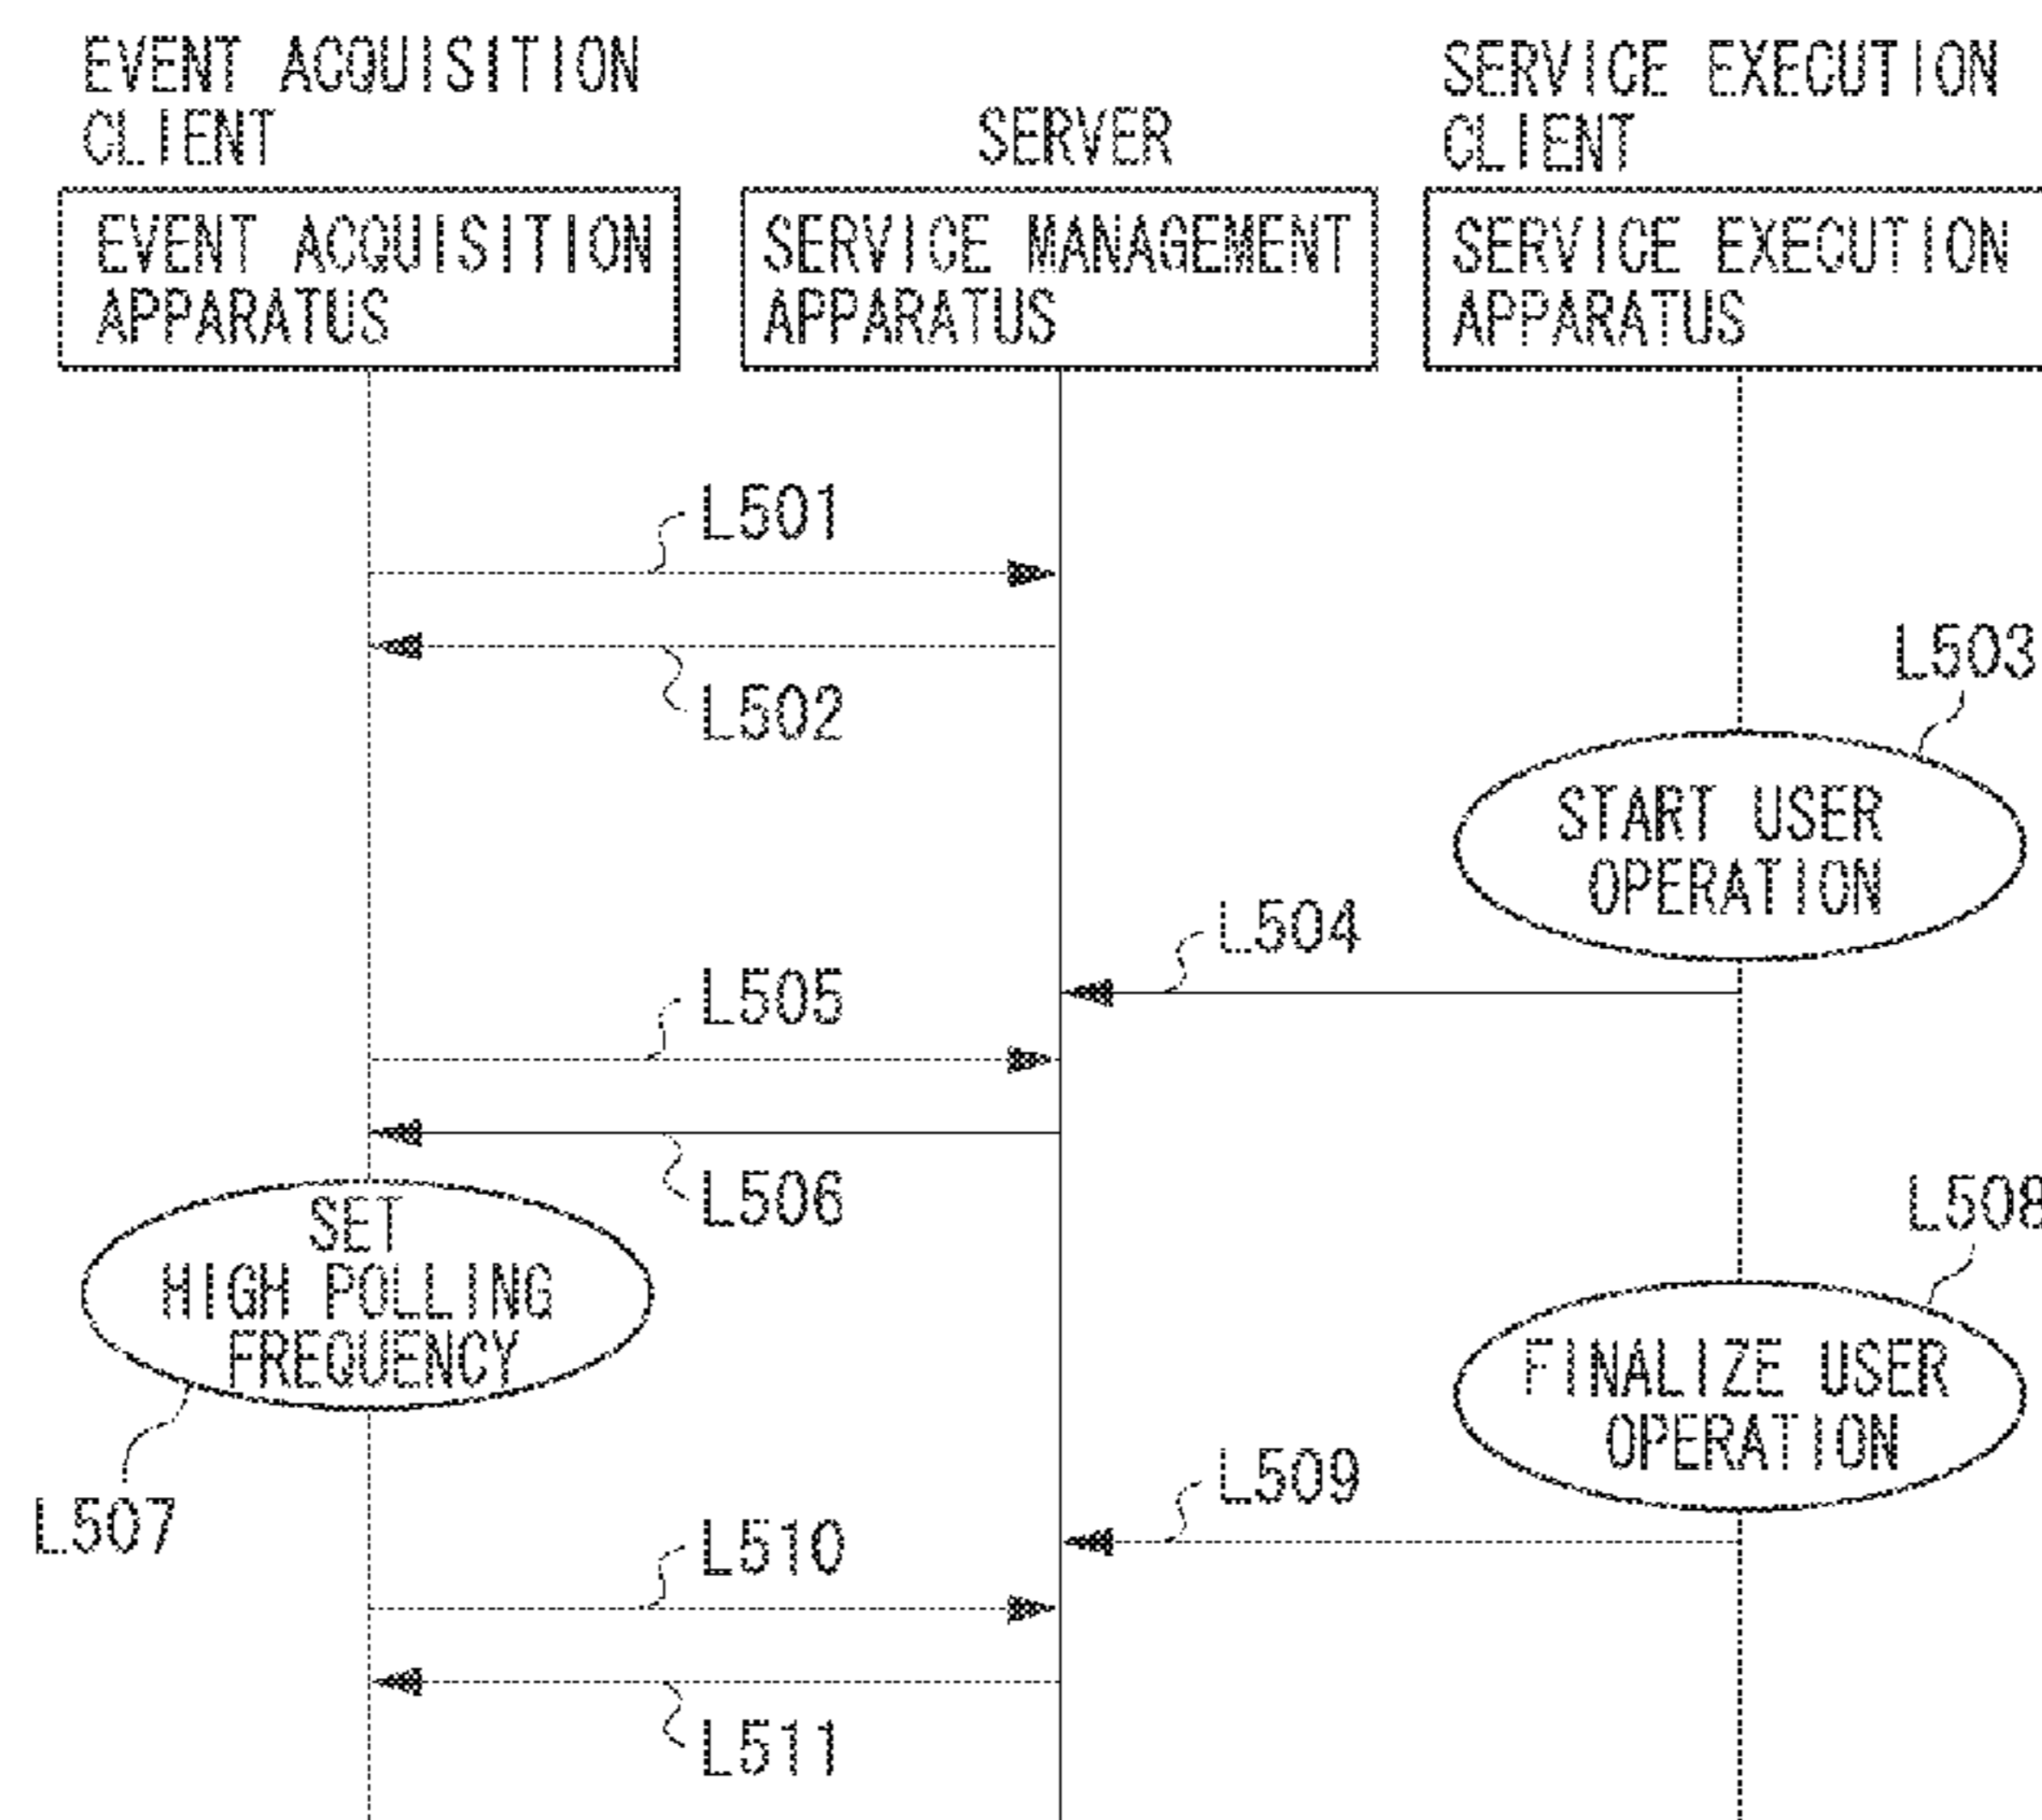 EVENT ACQUISITION
CLIENT
SERVER
SERVICE EXECUTION
CLIENT
EVENT ACQUISITION
APPARATUS
SERVICE MANAGEMENT
APPARATUS
SERVICE EXECUTION
APPARATUS
L501
L502
L503
START USER
OPERATION
L504
L505
L506
SET
HIGH POLLING
FREQUENCY
L507
L508
FINALIZE USER
OPERATION
L509
L510
L511